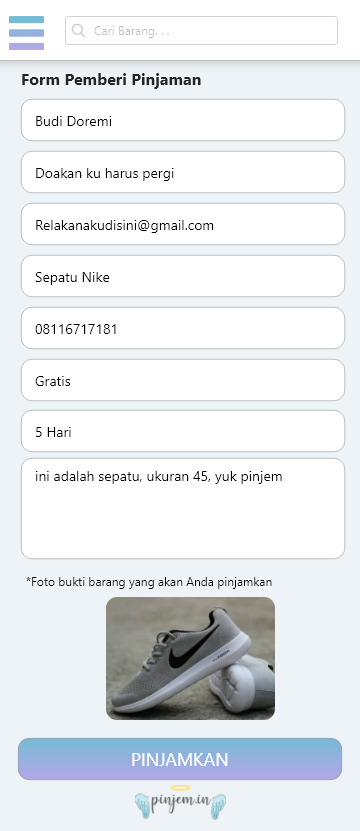 Cari Barang. . .
Form Pemberi Pinjaman
Budi Doremi
Doakan ku harus pergi
Relakanakudisini@gmail.com
Sepatu Nike
08116717181
Gratis
5 Hari
ini adalah sepatu, ukuran 45, yuk pinjem
*Foto bukti barang yang akan Anda pinjamkan
PINJAMKAN
pinjem.in